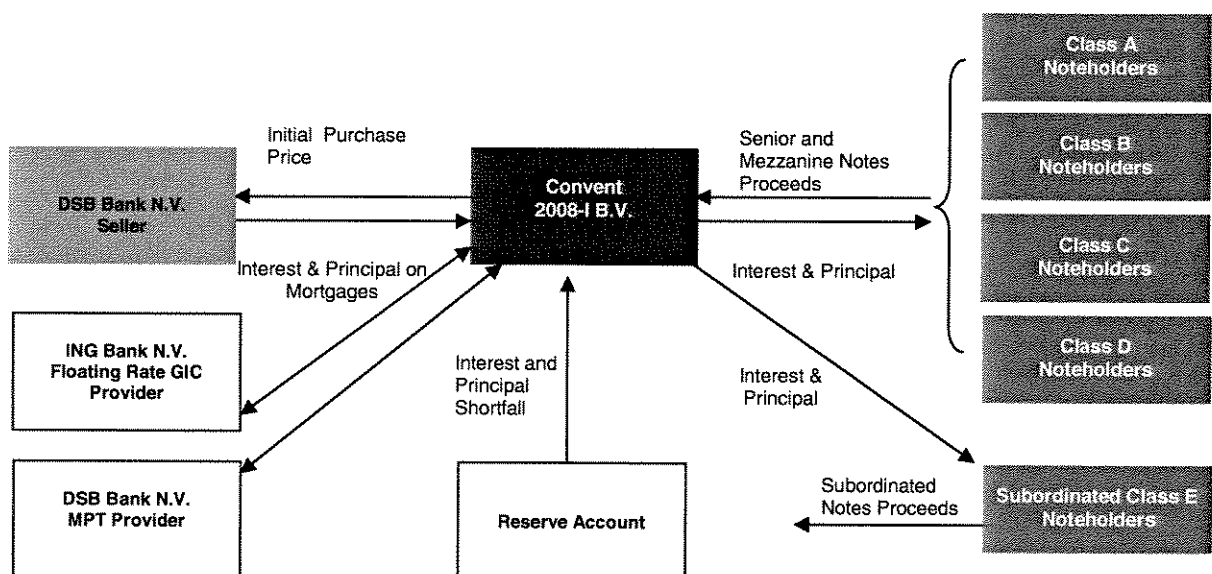 Class A
Noteholders
Initial Purchase
Price
Senior and
Mezzanine Notes
Proceeds
Class B
Noteholders
DSB Bank N.V.
Seller
Convent
2008-I B.V.
Interest & Principal on
Mortgages
Interest & Principal
Class C
Noteholders
ING Bank N.V.
Floating Rate GIC
Provider
Interest and
Principal
Shortfall
Interest &
Principal
Class D
Noteholders
DSB Bank N.V.
MPT Provider
Reserve Account
Subordinated
Notes Proceeds
Subordinated Class E
Noteholders